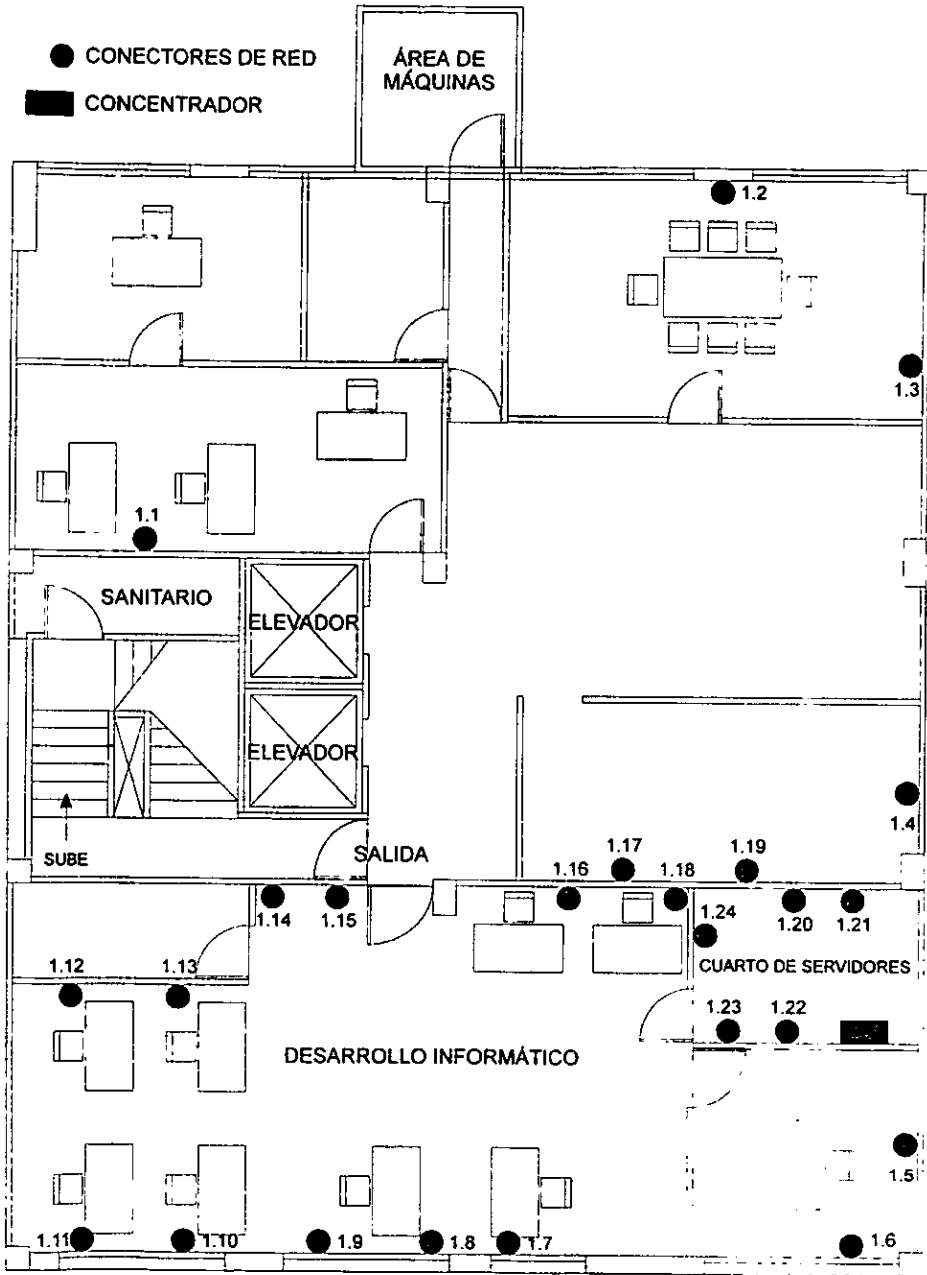 CONECTORES DE RED
CONCENTRADOR
ÁREA DE
MÁQUINAS
1.2
1.3
1.1
SANITARIO
ELEVADOR
ELEVADOR
SUBE
SALIDA
1.4
1.17
1.19
1.16
1.18
1.14
1.15
1.24
1.20
1.21
CUARTO DE SERVIDORES
1.12
1.13
1.23
1.22
DESARROLLO INFORMÁTICO
1.5
1.11
1.10
1.9
1.8
1.7
1.6